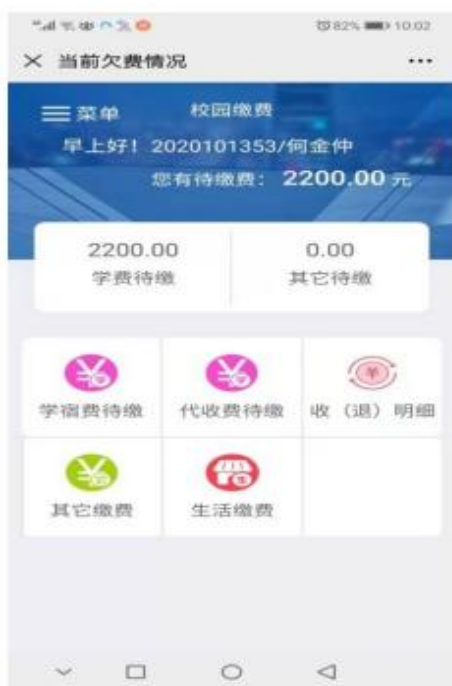 82% 10:02
当前欠费情况
菜单 校园缴费
早上好！2020101353/何金仲
您有待缴费：2200.00 元
2200.00 0.00
学费待缴 其它待缴
学宿费待缴 代收费待缴 收（退）明细
其它缴费 生活缴费